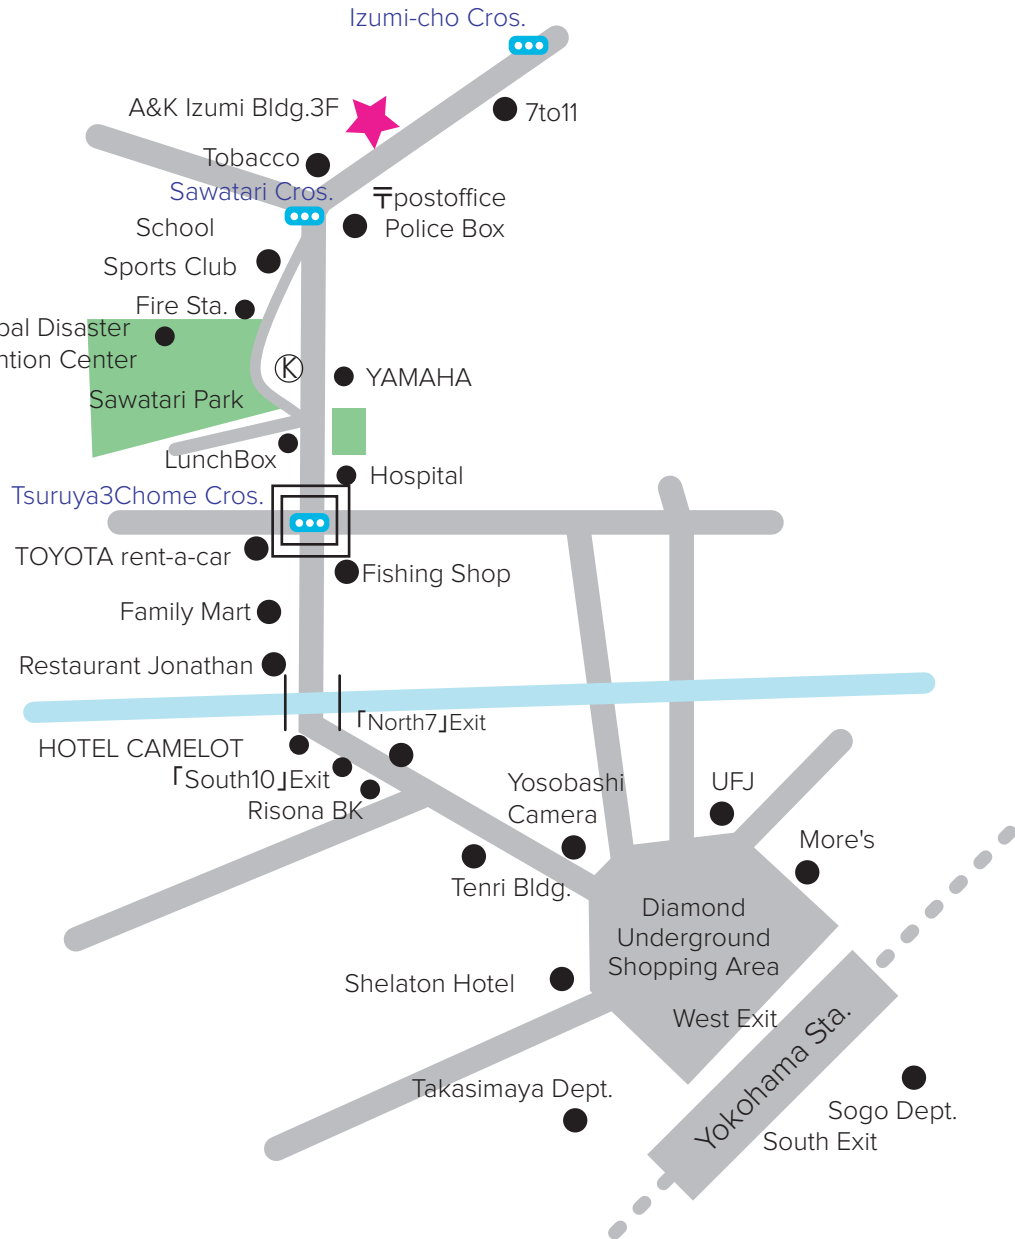 Izumi-cho Cros.
A&K Izumi Bldg.3F
7to11
Tobacco
Sawatari Cros.
〒postoffice
School
Police Box
Sports Club
Fire Sta.
pal Disaster
ntion Center
K
YAMAHA
Sawatari Park
LunchBox
Hospital
Tsuruya3Chome Cros.
TOYOTA rent-a-car
Fishing Shop
Family Mart
Restaurant Jonathan
「North7」Exit
HOTEL CAMELOT
「South10」Exit
Risona BK
Yosobashi
Camera
UFJ
More's
Tenri Bldg.
Diamond
Underground
Shopping Area
Shelaton Hotel
West Exit
Yokohama Sta.
Takasimaya Dept.
Sogo Dept.
South Exit